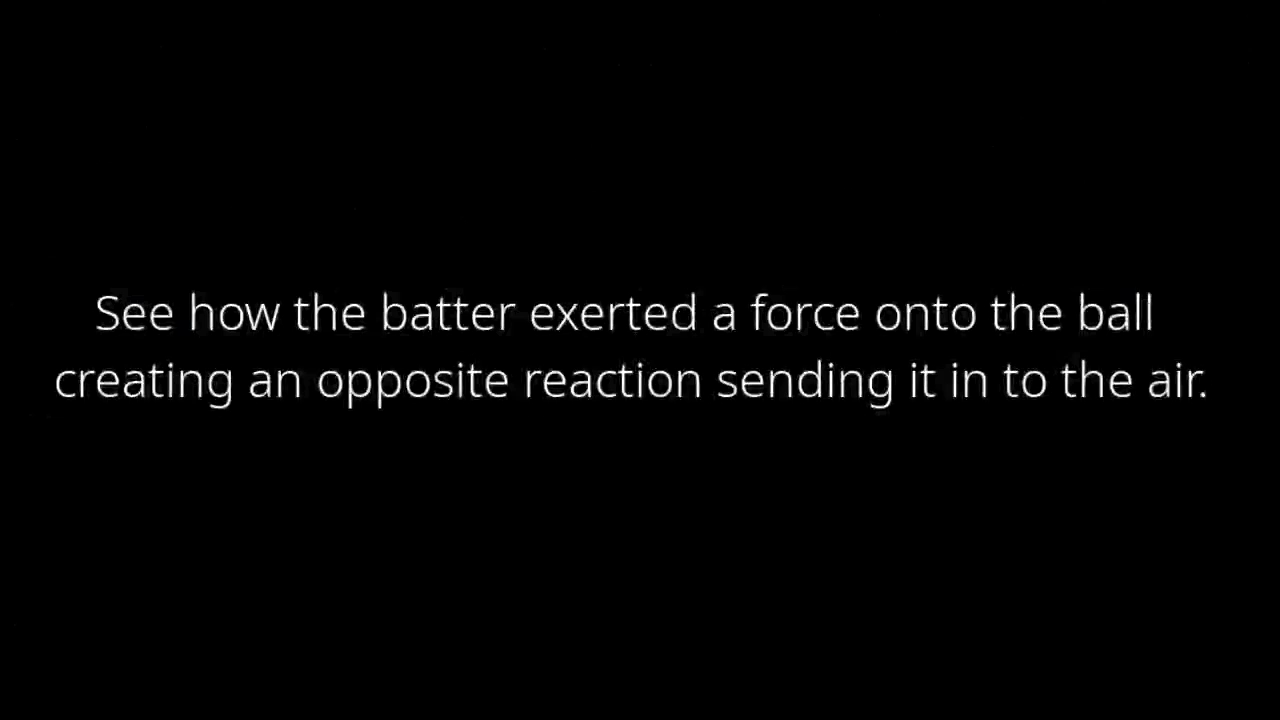 See how the batter exerted a force onto the ball
creating an opposite reaction sending it in to the air.